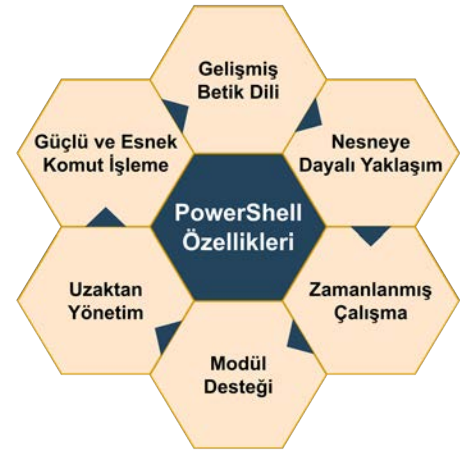 Gelişmiş
Betik Dili
Nesneye
Dayalı Yaklaşım
Zamanlanmış
Çalışma
Modül
Desteği
Uzaktan
Yönetim
Güçlü ve Esnek
Komut İşleme
PowerShell
Özellikleri